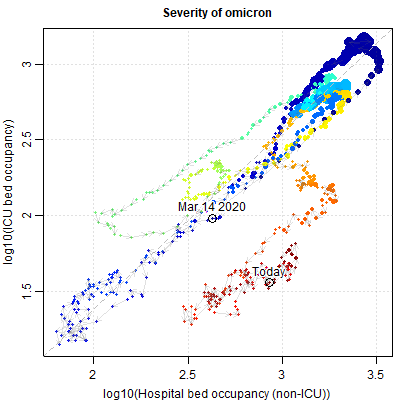 Severity of omicron
log10(ICU bed occupancy)
3
2.5
2
1.5
Mar 14 2020
Today
2
2.5
3
3.5
log10(Hospital bed occupancy (non-ICU))